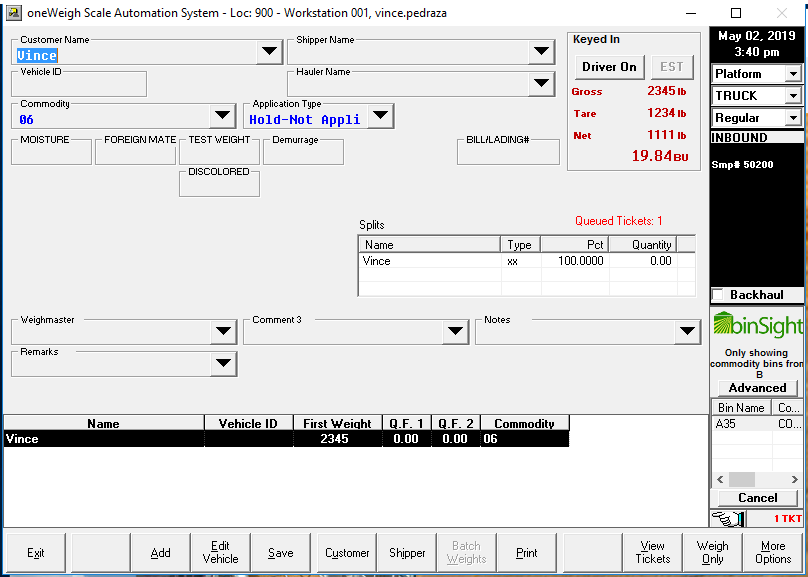 oneWeigh Scale Automation System - Loc: 900 - Workstation 001, vince.pedraza
Customer Name
Vince
Shipper Name
Vehicle ID
Hauler Name
Commodity
06
Application Type
Hold-Not Appli
MOISTURE
FOREIGN MATE
TEST WEIGHT
Demurrage
BILL/LADING#
DISCOLORED
Keyed In
Driver On
EST
Gross 2345 lb
Tare 1234 lb
Net 1111 lb
19.84 BU
May 02, 2019
3:40 pm
Platform
TRUCK
Regular
INBOUND
Smp# 50200
Backhaul
Splits
Queued Tickets: 1
Name Type Pct Quantity
Vince xx 100.0000 0.00
Weighmaster
Comment 3
Notes
Remarks
binSight
Only showing
commodity bins from
B
Advanced
Bin Name Co...
A35 CO...
Cancel
1 TKT
Name Vehicle ID First Weight Q.F. 1 Q.F. 2 Commodity
Vince 2345 0.00 0.00 06
Exit
Add
Edit
Vehicle
Save
Customer
Shipper
Batch
Weights
Print
View
Tickets
Weigh
Only
More
Options